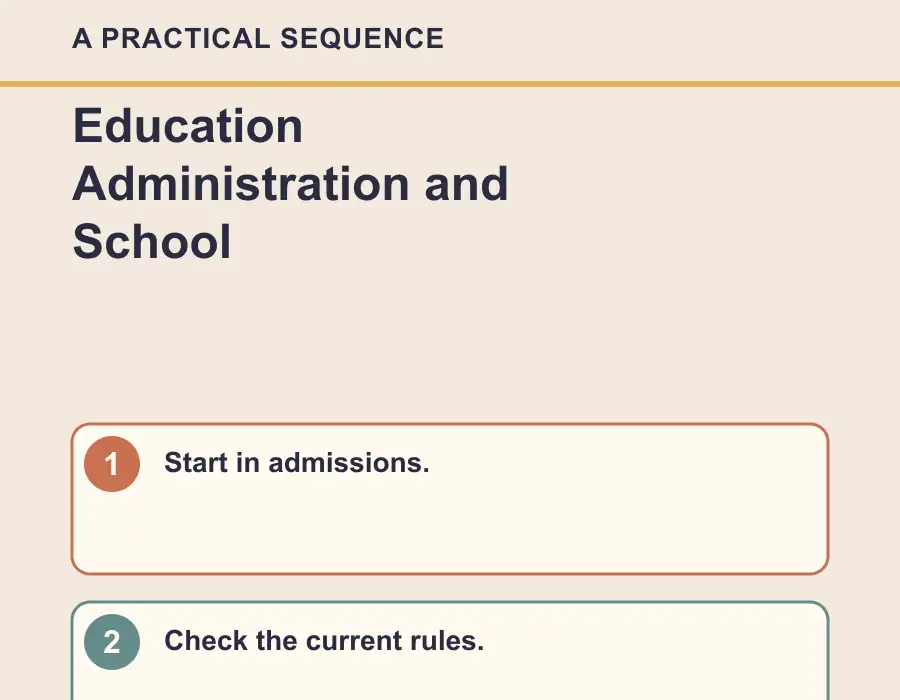 A PRACTICAL SEQUENCE
Education
Administration and
School
1
Start in admissions.
2
Check the current rules.